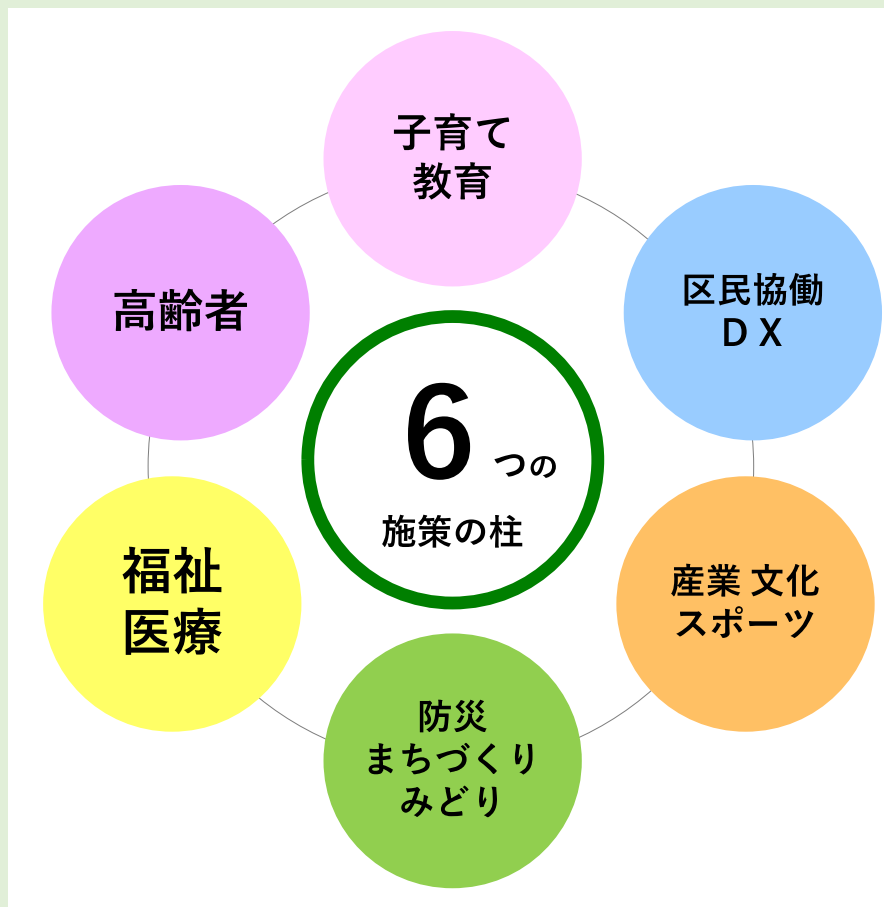 子育て
教育
高齢者
区民協働
ＤＸ
6つの
施策の柱
福祉
医療
産業 文化
スポーツ
防災
まちづくり
みどり